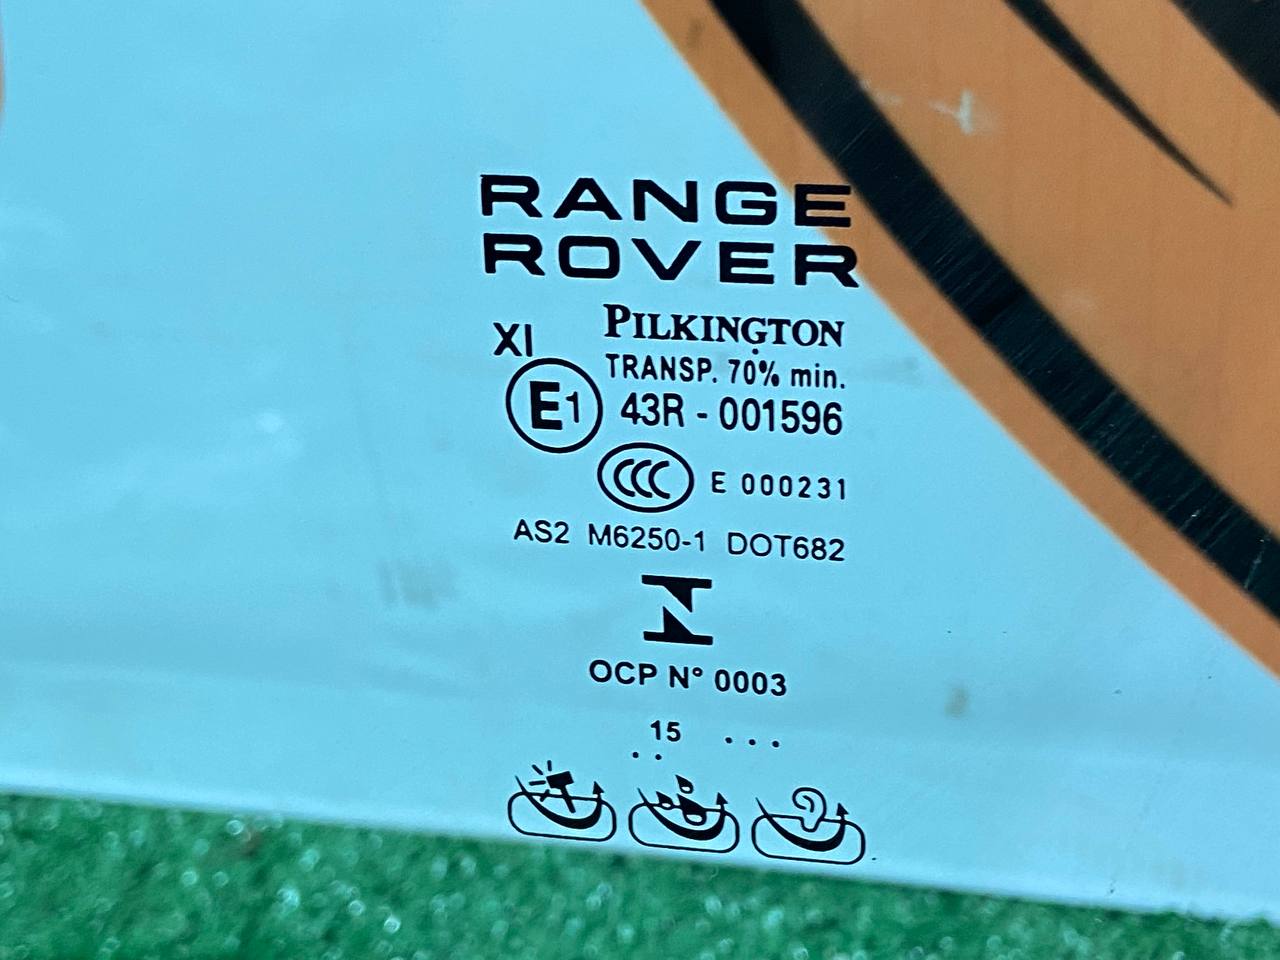 RANGE
ROVER
PILKINGTON
XI
TRANSP. 70% min.
E1 43R - 001596
CCC E 000231
AS2 M6250-1 DOT682
OCP Nº 0003
15 ...
..